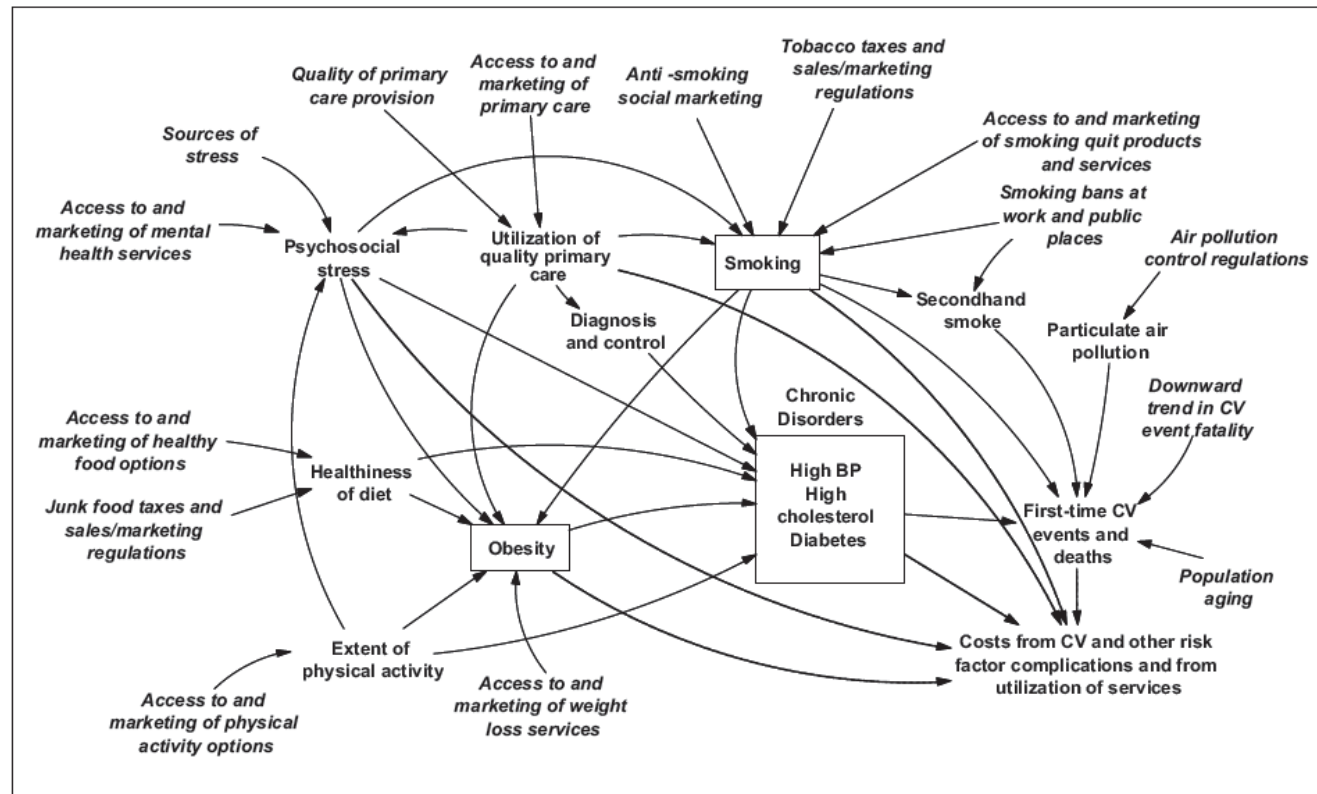 Quality of primary
care provision
Access to and
marketing of
primary care
Anti -smoking
social marketing
Tobacco taxes and
sales/marketing
regulations
Sources of
stress
Access to and marketing
of smoking quit products
and services
Access to and
marketing of mental
health services
Psychosocial
stress
Utilization of
quality primary
care
Smoking
Smoking bans at
work and public
places
Air pollution
control regulations
Secondhand
smoke
Diagnosis
and control
Particulate air
pollution
Chronic
Disorders
Downward
trend in CV
event fatality
Access to and
marketing of healthy
food options
Healthiness
of diet
High BP
High
cholesterol
Diabetes
Junk food taxes and
sales/marketing
regulations
Obesity
First-time CV
events and
deaths
Population
aging
Extent of
physical activity
Access to and
marketing of physical
activity options
Access to and
marketing of weight
loss services
Costs from CV and other risk
factor complications and from
utilization of services